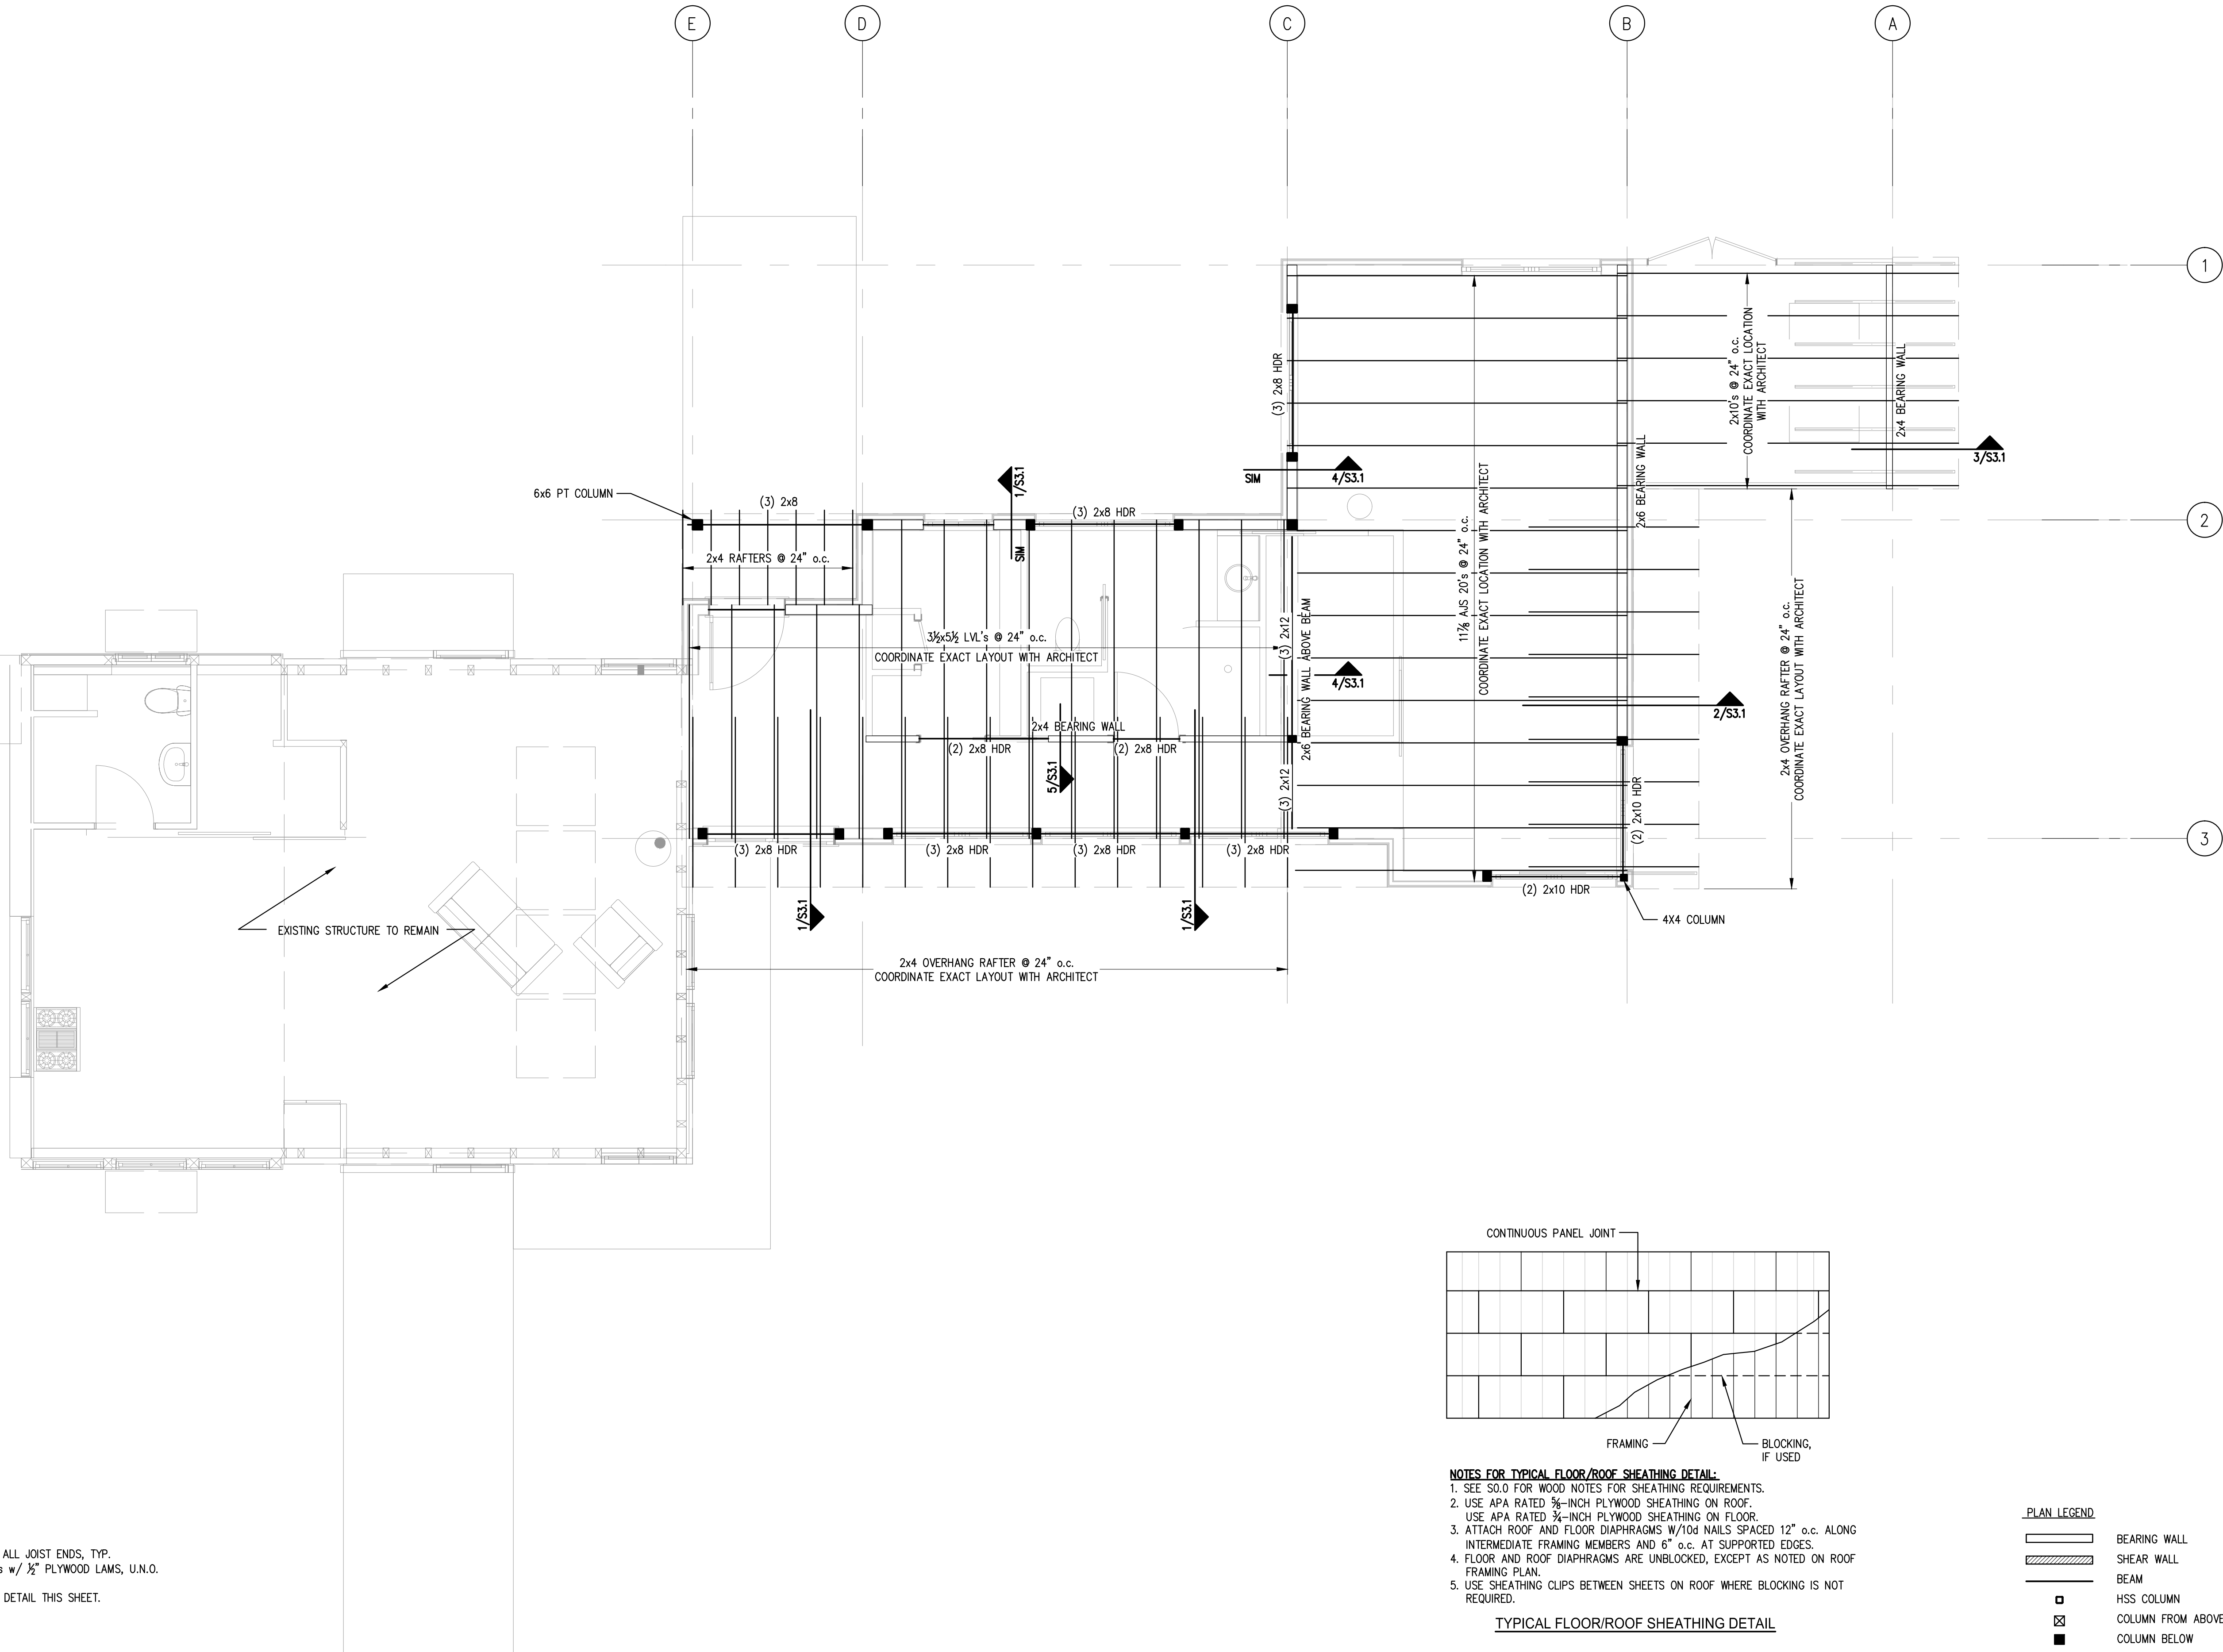 E
D
C
B
A
1
2
3
6x6 PT COLUMN
(3) 2x8
2x4 RAFTERS @ 24" o.c.
1/S3.1
SIM
(3) 2x8 HDR
(3) 2x8 HDR
SIM
4/S3.1
11⅞ AJS 20's @ 24" o.c.
COORDINATE EXACT LOCATION WITH ARCHITECT
2x6 BEARING WALL
2x10's @ 24" o.c.
COORDINATE EXACT LOCATION
WITH ARCHITECT
2x4 BEARING WALL
3/S3.1
3½x5½ LVL's @ 24" o.c.
COORDINATE EXACT LAYOUT WITH ARCHITECT
(3) 2x12
2x6 BEARING WALL ABOVE BEAM
4/S3.1
2/S3.1
2x4 OVERHANG RAFTER @ 24" o.c.
COORDINATE EXACT LAYOUT WITH ARCHITECT
2x4 BEARING WALL
(2) 2x8 HDR
(2) 2x8 HDR
5/S3.1
(3) 2x12
(2) 2x10 HDR
(3) 2x8 HDR
(3) 2x8 HDR
(3) 2x8 HDR
(3) 2x8 HDR
(2) 2x10 HDR
1/S3.1
1/S3.1
4X4 COLUMN
EXISTING STRUCTURE TO REMAIN
2x4 OVERHANG RAFTER @ 24" o.c.
COORDINATE EXACT LAYOUT WITH ARCHITECT
CONTINUOUS PANEL JOINT
FRAMING
BLOCKING,
IF USED
NOTES FOR TYPICAL FLOOR/ROOF SHEATHING DETAIL:
1. SEE S0.0 FOR WOOD NOTES FOR SHEATHING REQUIREMENTS.
2. USE APA RATED ⅝-INCH PLYWOOD SHEATHING ON ROOF.
USE APA RATED ¾-INCH PLYWOOD SHEATHING ON FLOOR.
3. ATTACH ROOF AND FLOOR DIAPHRAGMS W/10d NAILS SPACED 12" o.c. ALONG
INTERMEDIATE FRAMING MEMBERS AND 6" o.c. AT SUPPORTED EDGES.
4. FLOOR AND ROOF DIAPHRAGMS ARE UNBLOCKED, EXCEPT AS NOTED ON ROOF
FRAMING PLAN.
5. USE SHEATHING CLIPS BETWEEN SHEETS ON ROOF WHERE BLOCKING IS NOT
REQUIRED.
TYPICAL FLOOR/ROOF SHEATHING DETAIL
PLAN LEGEND
BEARING WALL
SHEAR WALL
BEAM
HSS COLUMN
COLUMN FROM ABOVE
COLUMN BELOW
ALL JOIST ENDS, TYP.
s w/ ½" PLYWOOD LAMS, U.N.O.
DETAIL THIS SHEET.